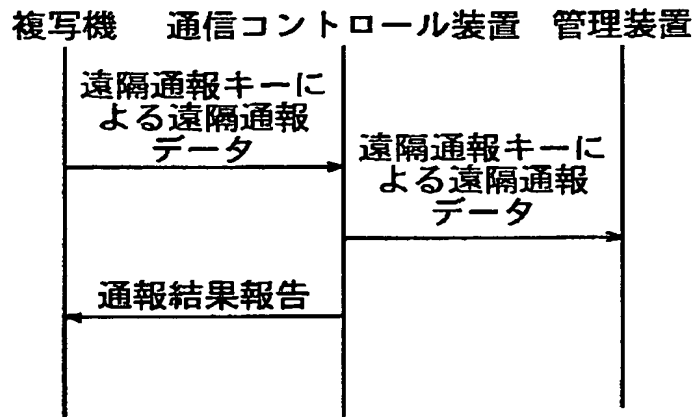 複写機 通信コントロール装置 管理装置
遠隔通報キーに
よる遠隔通報
データ
遠隔通報キーに
よる遠隔通報
データ
通報結果報告